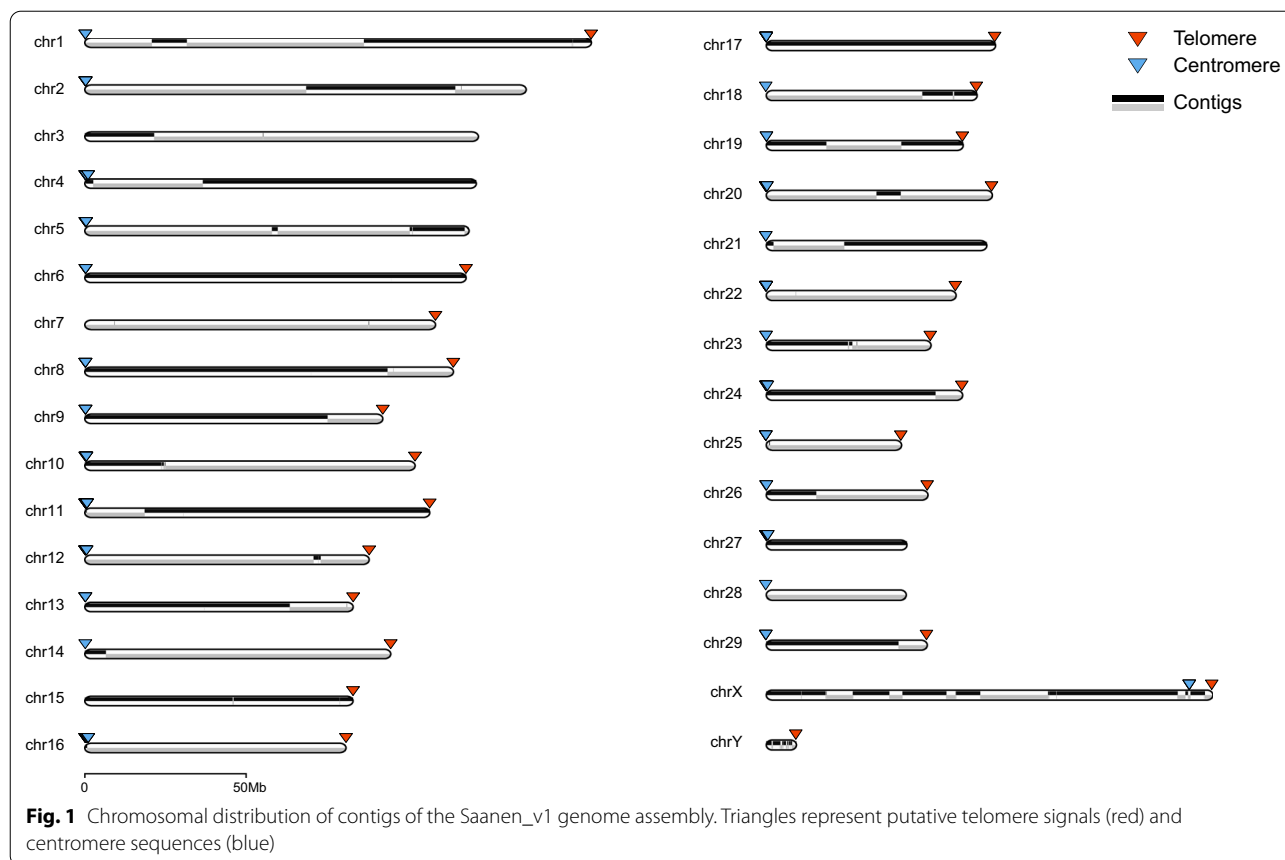 chr1
chr2
chr3
chr4
chr5
chr6
chr7
chr8
chr9
chr10
chr11
chr12
chr13
chr14
chr15
chr16
0
50Mb
chr17
chr18
chr19
chr20
chr21
chr22
chr23
chr24
chr25
chr26
chr27
chr28
chr29
chrX
chrY
Telomere
Centromere
Contigs
Fig. 1 Chromosomal distribution of contigs of the Saanen_v1 genome assembly. Triangles represent putative telomere signals (red) and
centromere sequences (blue)